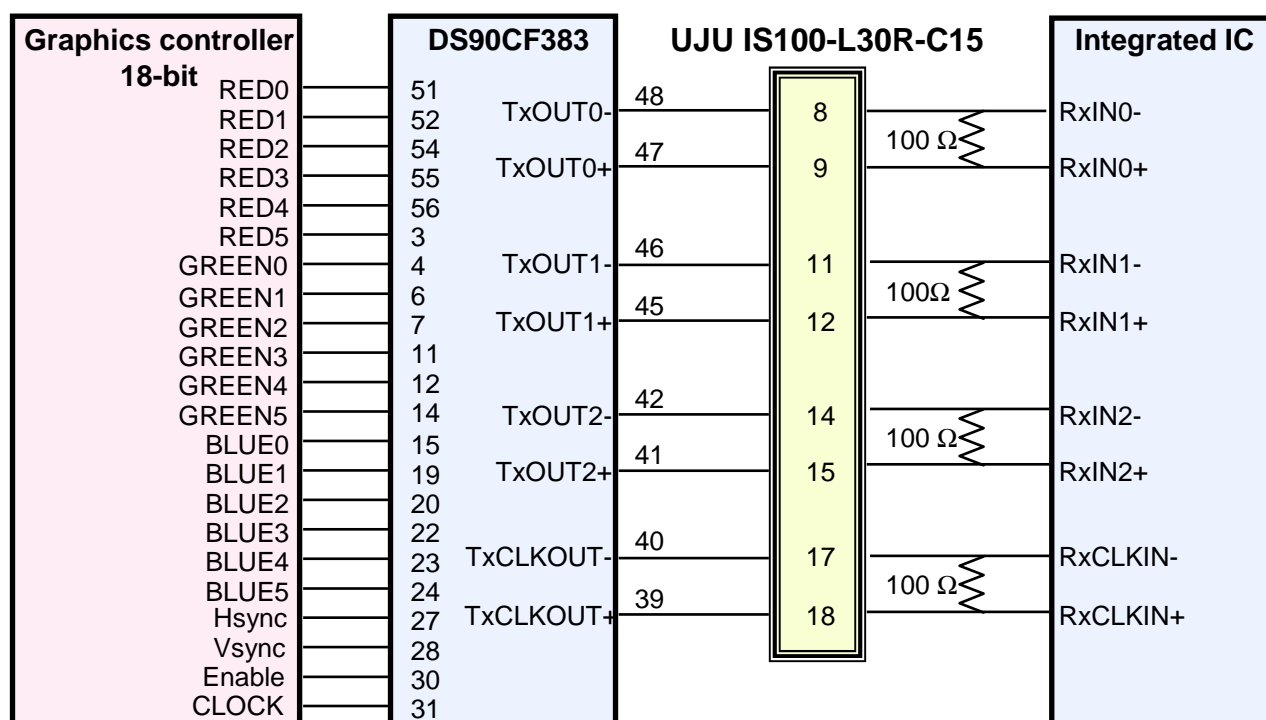 Graphics controller
18-bit
DS90CF383
UJU IS100-L30R-C15
Integrated IC
RED0
RED1
RED2
RED3
RED4
RED5
GREEN0
GREEN1
GREEN2
GREEN3
GREEN4
GREEN5
BLUE0
BLUE1
BLUE2
BLUE3
BLUE4
BLUE5
Hsync
Vsync
Enable
CLOCK
51
52
54
55
56
3
4
6
7
11
12
14
15
19
20
22
23
24
27
28
30
31
TxOUT0- 48 8 RxIN0-
100 Ω
TxOUT0+ 47 9 RxIN0+
TxOUT1- 46 11 RxIN1-
100Ω
TxOUT1+ 45 12 RxIN1+
TxOUT2- 42 14 RxIN2-
100 Ω
TxOUT2+ 41 15 RxIN2+
TxCLKOUT- 40 17 RxCLKIN-
100 Ω
TxCLKOUT+ 39 18 RxCLKIN+